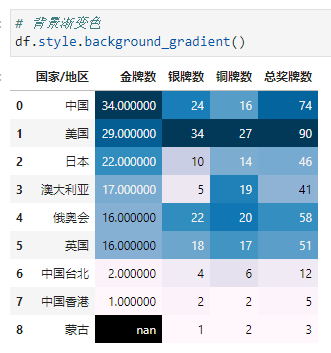 # 背景渐变色
df.style.background_gradient()
国家/地区 金牌数 银牌数 铜牌数 总奖牌数
0 中国 34.000000 24 16 74
1 美国 29.000000 34 27 90
2 日本 22.000000 10 14 46
3 澳大利亚 17.000000 5 19 41
4 俄奥会 16.000000 22 20 58
5 英国 16.000000 18 17 51
6 中国台北 2.000000 4 6 12
7 中国香港 1.000000 2 2 5
8 蒙古 nan 1 2 3